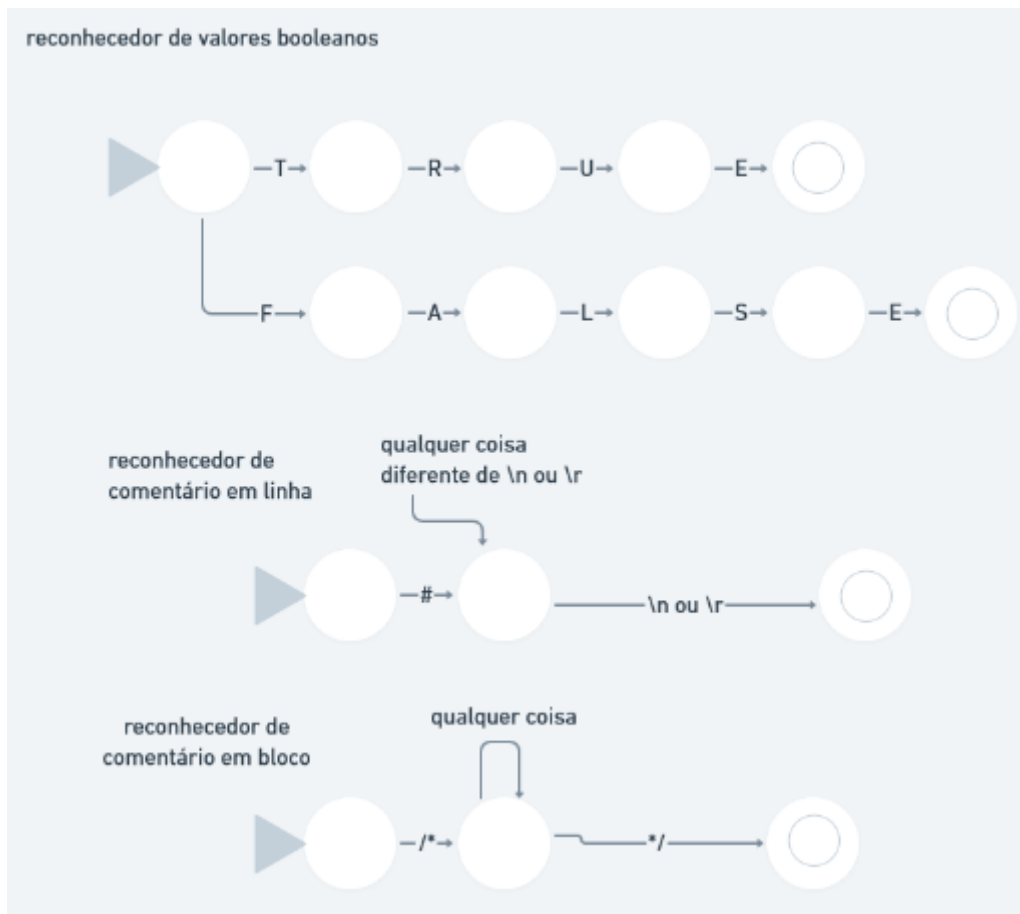 reconhecedor de valores booleanos
T R U E
F A L S E
qualquer coisa
diferente de \n ou \r
reconhecedor de
comentário em linha
#
\n ou \r
qualquer coisa
reconhecedor de
comentário em bloco
/*
*/